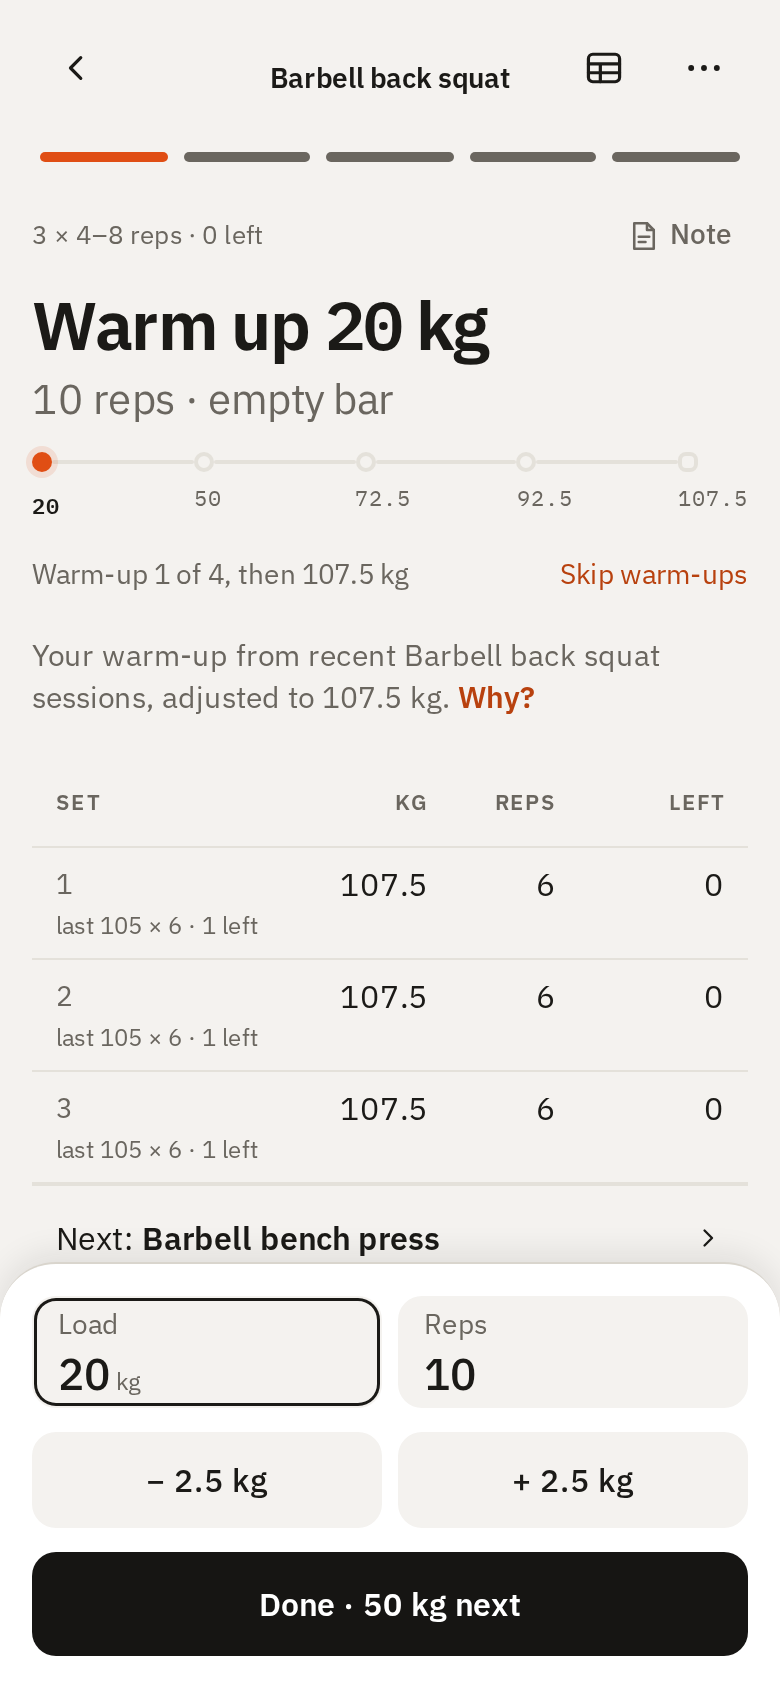 Barbell back squat
3 × 4–8 reps · 0 left
Note
Warm up 20 kg
10 reps · empty bar
20 50 72.5 92.5 107.5
Warm-up 1 of 4, then 107.5 kg
Skip warm-ups
Your warm-up from recent Barbell back squat
sessions, adjusted to 107.5 kg. Why?
SET KG REPS LEFT
1 107.5 6 0
last 105 × 6 · 1 left
2 107.5 6 0
last 105 × 6 · 1 left
3 107.5 6 0
last 105 × 6 · 1 left
Next: Barbell bench press
Load
20 kg
Reps
10
– 2.5 kg
+ 2.5 kg
Done · 50 kg next